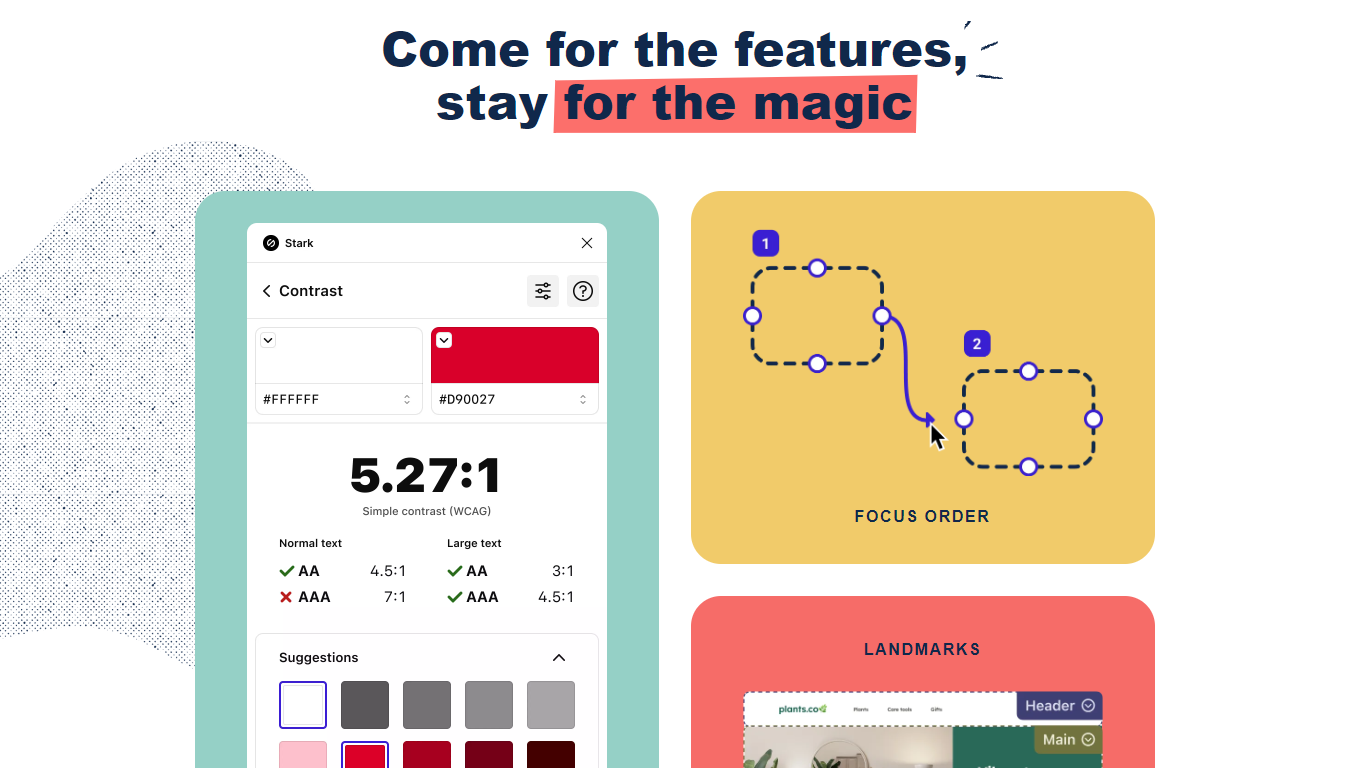 Come for the features,
stay for the magic
Stark
Contrast
#FFFFFF
#D90027
5.27:1
Simple contrast (WCAG)
Normal text
Large text
AA 4.5:1
AA 3:1
AAA 7:1
AAA 4.5:1
Suggestions
1
2
FOCUS ORDER
LANDMARKS
plants.co
Plants
Care tools
Gifts
Header
Main